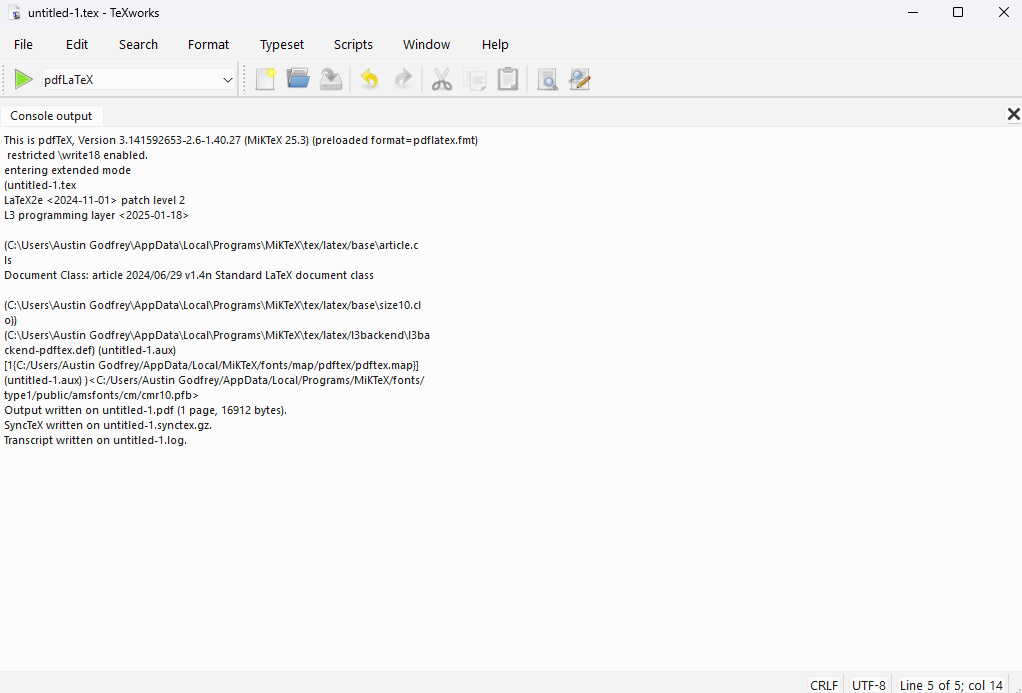 untitled-1.tex - TeXworks
File Edit Search Format Typeset Scripts Window Help
pdfLaTeX
Console output
This is pdfTeX, Version 3.141592653-2.6-1.40.27 (MiKTeX 25.3) (preloaded format=pdflatex.fmt)
restricted \write18 enabled.
entering extended mode
(untitled-1.tex
LaTeX2e <2024-11-01> patch level 2
L3 programming layer <2025-01-18>
(C:\Users\Austin Godfrey\AppData\Local\Programs\MiKTeX\tex/latex/base\article.c
ls
Document Class: article 2024/06/29 v1.4n Standard LaTeX document class
(C:\Users\Austin Godfrey\AppData\Local\Programs\MiKTeX\tex/latex/base\size10.cl
o))
(C:\Users\Austin Godfrey\AppData\Local\Programs\MiKTeX\tex/latex/l3backend\l3ba
ckend-pdftex.def) (untitled-1.aux)
[1{C:/Users/Austin Godfrey/AppData/Local/MiKTeX/fonts/map/pdftex/pdftex.map}]
(untitled-1.aux) )<C:/Users/Austin Godfrey/AppData/Local/Programs/MiKTeX/fonts/
type1/public/amsfonts/cm/cmr10.pfb>
Output written on untitled-1.pdf (1 page, 16912 bytes).
SyncTeX written on untitled-1.synctex.gz.
Transcript written on untitled-1.log.
CRLF UTF-8 Line 5 of 5; col 14